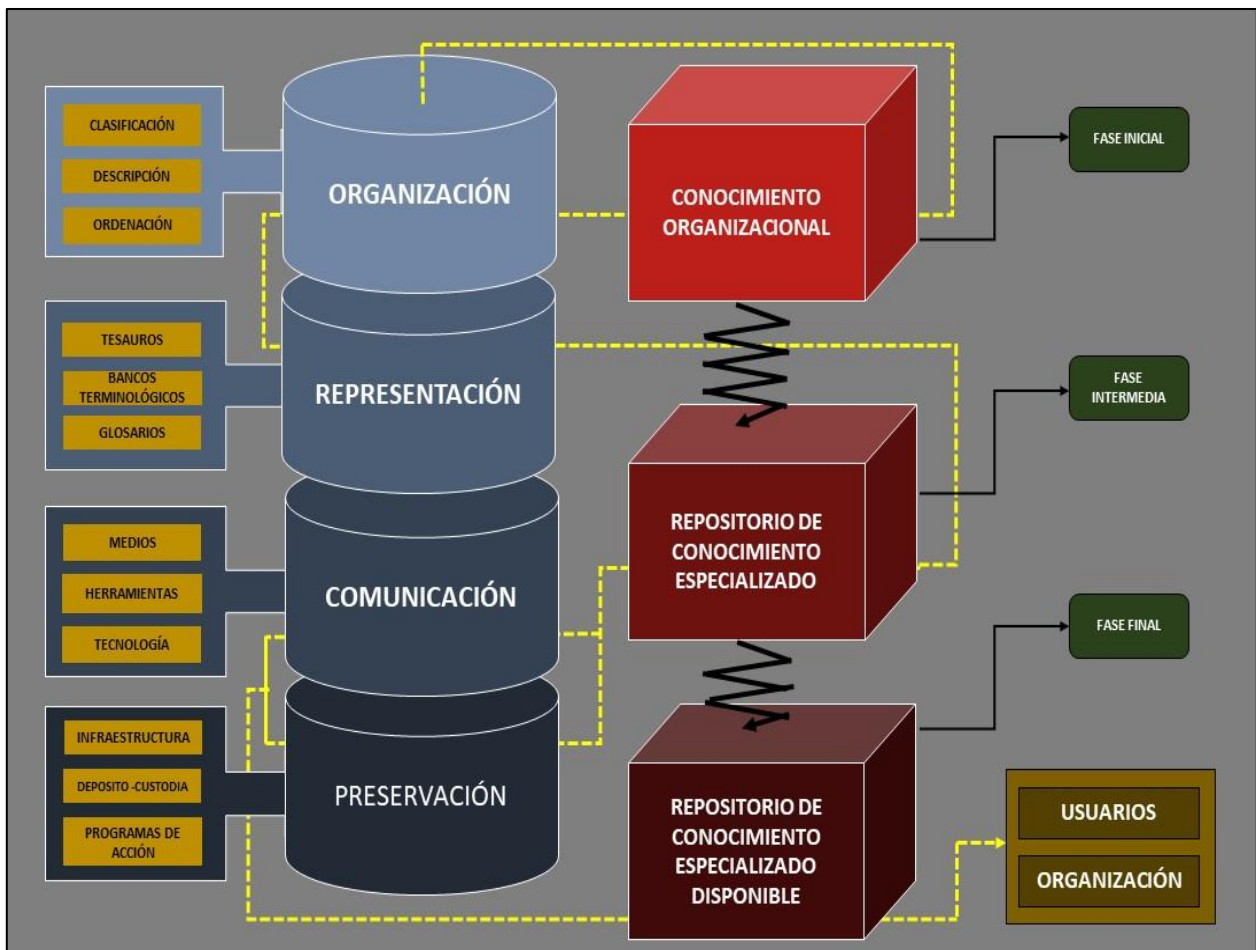 CLASIFICACIÓN
DESCRIPCIÓN
ORDENACIÓN
ORGANIZACIÓN
CONOCIMIENTO
ORGANIZACIONAL
FASE INICIAL
TESAUROS
BANCOS
TERMINOLÓGICOS
GLOSARIOS
REPRESENTACIÓN
FASE
INTERMEDIA
REPOSITORIO DE
CONOCIMIENTO
ESPECIALIZADO
MEDIOS
HERRAMIENTAS
TECNOLOGÍA
COMUNICACIÓN
FASE FINAL
INFRAESTRUCTURA
DEPOSITO -CUSTODIA
PROGRAMAS DE
ACCIÓN
PRESERVACIÓN
REPOSITORIO DE
CONOCIMIENTO
ESPECIALIZADO
DISPONIBLE
USUARIOS
ORGANIZACIÓN